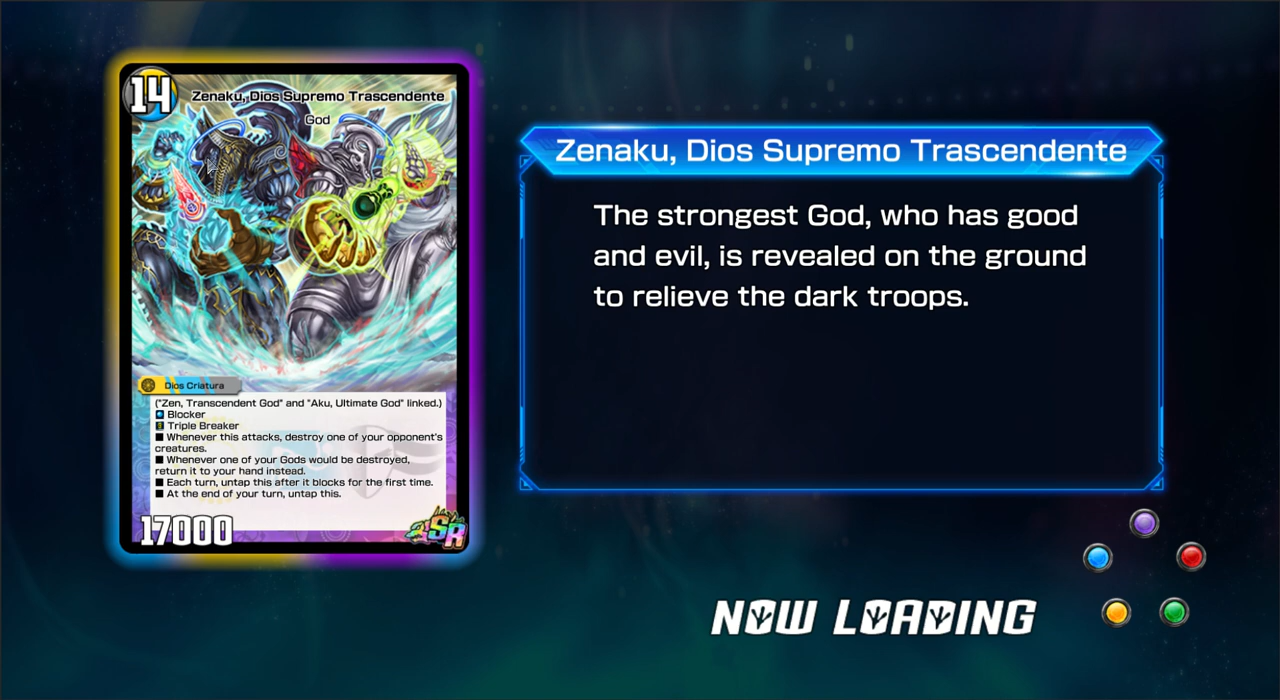 14
Zenaku, Dios Supremo Trascendente
God
Dios Criatura
("Zen, Transcendent God" and "Aku, Ultimate God" linked.)
Blocker
Triple Breaker
■ Whenever this attacks, destroy one of your opponent's
creatures.
■ Whenever one of your Gods would be destroyed,
return it to your hand instead.
■ Each turn, untap this after it blocks for the first time.
■ At the end of your turn, untap this.
17000
SR
Zenaku, Dios Supremo Trascendente
The strongest God, who has good
and evil, is revealed on the ground
to relieve the dark troops.
NOW LOADING